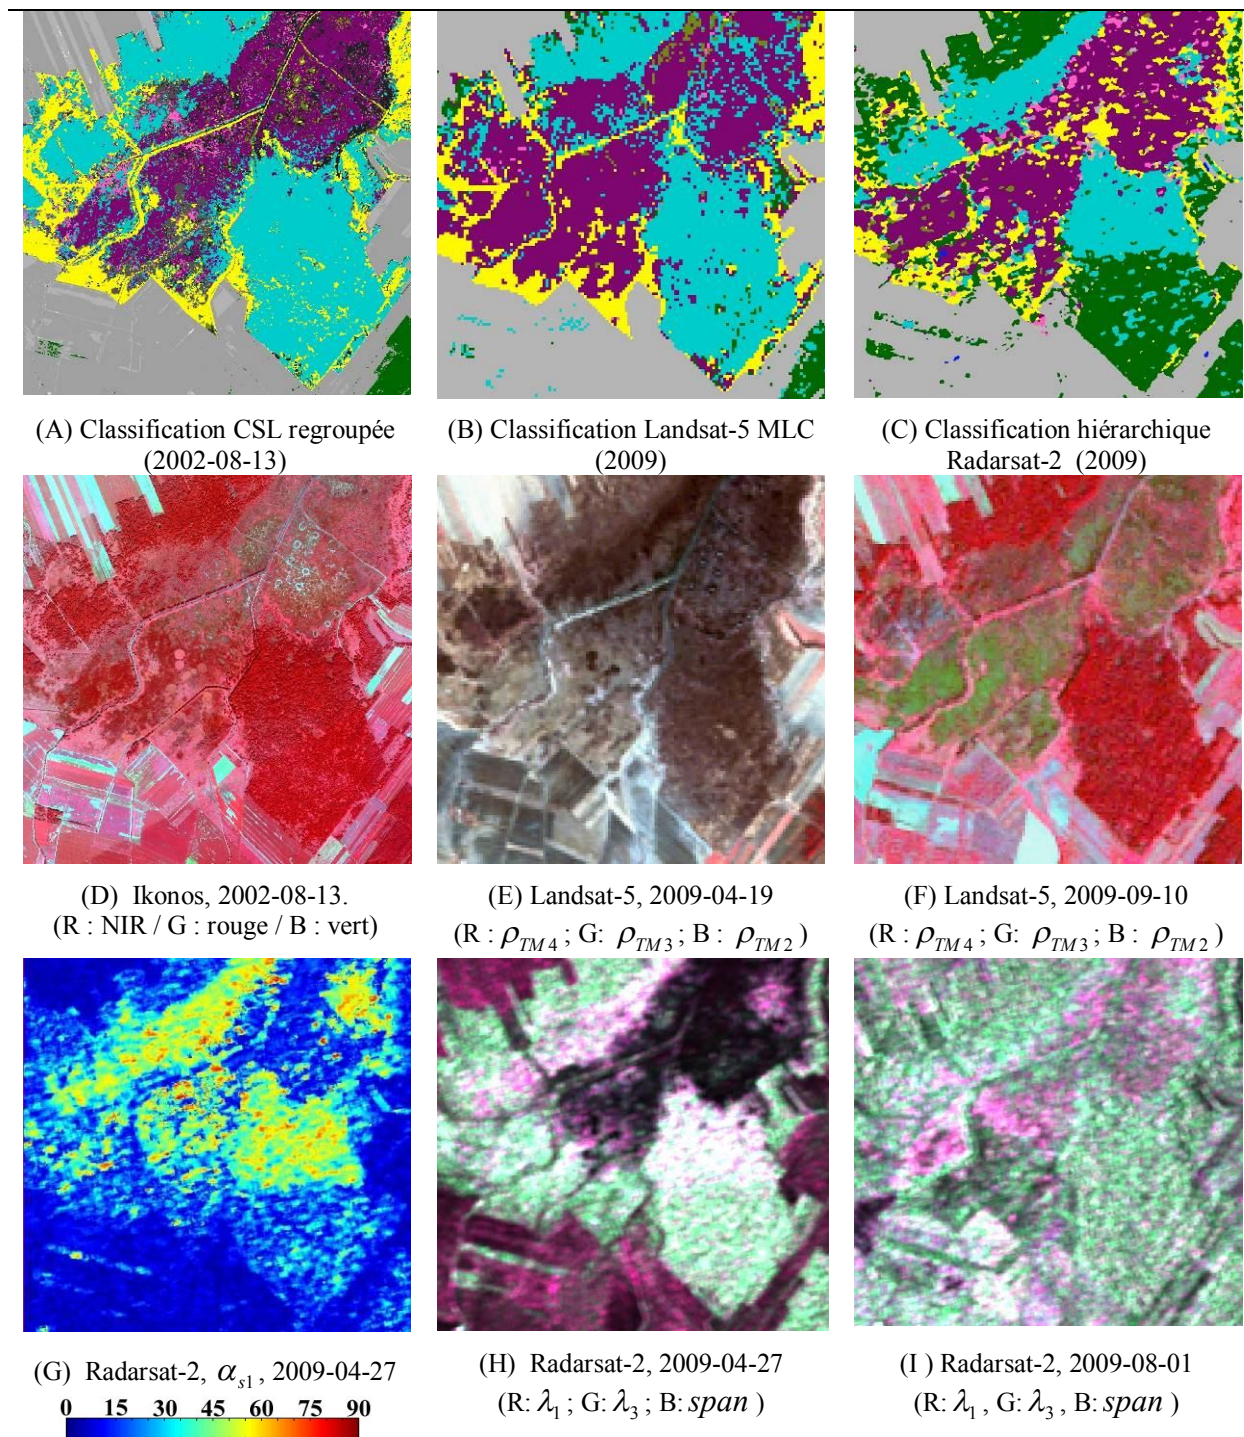 (A) Classification CSL regroupée
(2002-08-13)
(B) Classification Landsat-5 MLC
(2009)
(C) Classification hiérarchique
Radarsat-2 (2009)
(D) Ikonos, 2002-08-13.
(R : NIR / G : rouge / B : vert)
(E) Landsat-5, 2009-04-19
(R : ρTM4 ; G: ρTM3 ; B : ρTM2 )
(F) Landsat-5, 2009-09-10
(R : ρTM4 ; G: ρTM3 ; B : ρTM2 )
(G) Radarsat-2, αs1 , 2009-04-27
0 15 45 60 75 90
(H) Radarsat-2, 2009-04-27
(R: λ1 ; G: λ3 ; B: span )
(I ) Radarsat-2, 2009-08-01
(R: λ1 , G: λ3 , B: span )